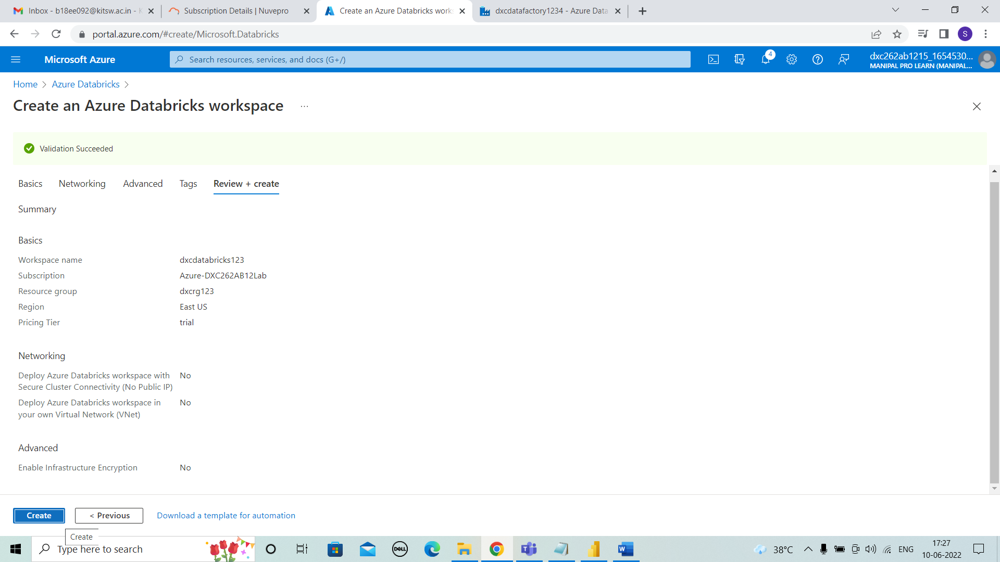 Inbox - b18ee092@kitsw.ac.in -
Subscription Details | Nuvepro
Create an Azure Databricks work
dxcdatafactory1234 - Azure Data
portal.azure.com/#create/Microsoft.Databricks
S
Microsoft Azure
Search resources, services, and docs (G+/)
4
dxc262ab1215_1654530...
MANIPAL PRO LEARN (MANIPAL...
Home > Azure Databricks >
Create an Azure Databricks workspace ...
Validation Succeeded
Basics Networking Advanced Tags Review + create
Summary
Basics
Workspace name dxcdatabricks123
Subscription Azure-DXC262AB12Lab
Resource group dxcrg123
Region East US
Pricing Tier trial
Networking
Deploy Azure Databricks workspace with No
Secure Cluster Connectivity (No Public IP)
Deploy Azure Databricks workspace in No
your own Virtual Network (VNet)
Advanced
Enable Infrastructure Encryption No
Create < Previous Download a template for automation
Create
Type here to search
DELL
38°C
ENG
17:27
10-06-2022